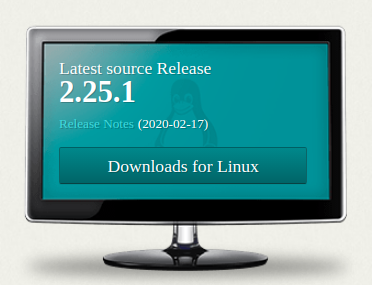 Latest source Release
2.25.1
Release Notes (2020-02-17)
Downloads for Linux